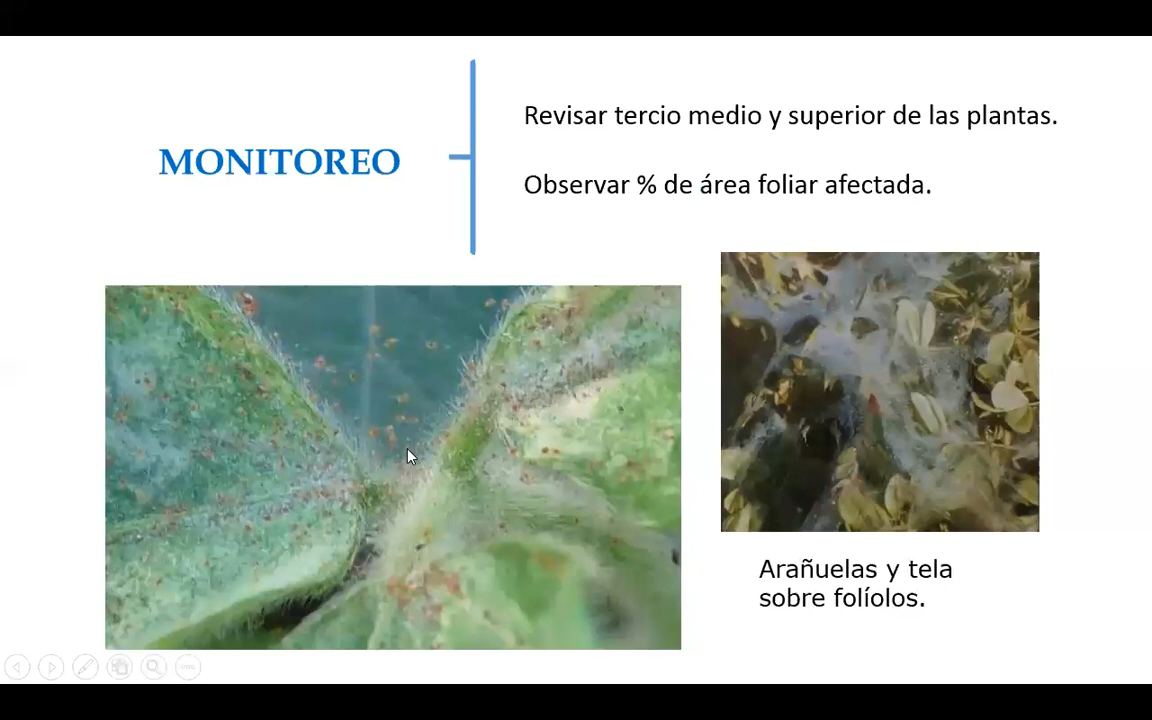 MONITOREO
Revisar tercio medio y superior de las plantas.
Observar % de área foliar afectada.
Arañuelas y tela
sobre folíolos.